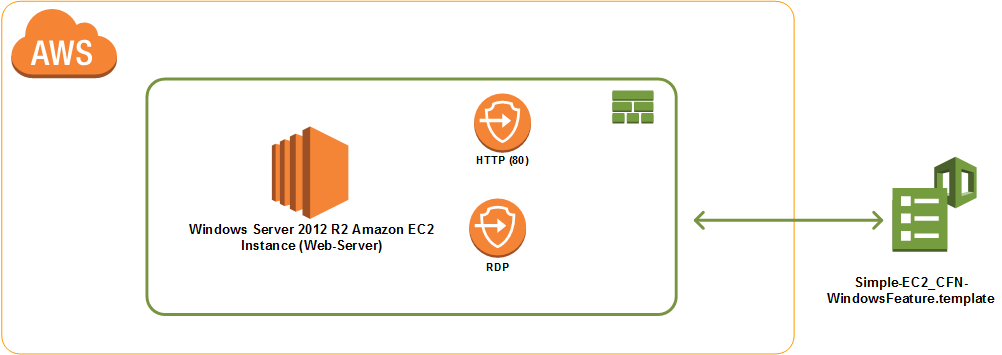 AWS
HTTP (80)
Windows Server 2012 R2 Amazon EC2
Instance (Web-Server)
RDP
Simple-EC2_CFN-
WindowsFeature.template